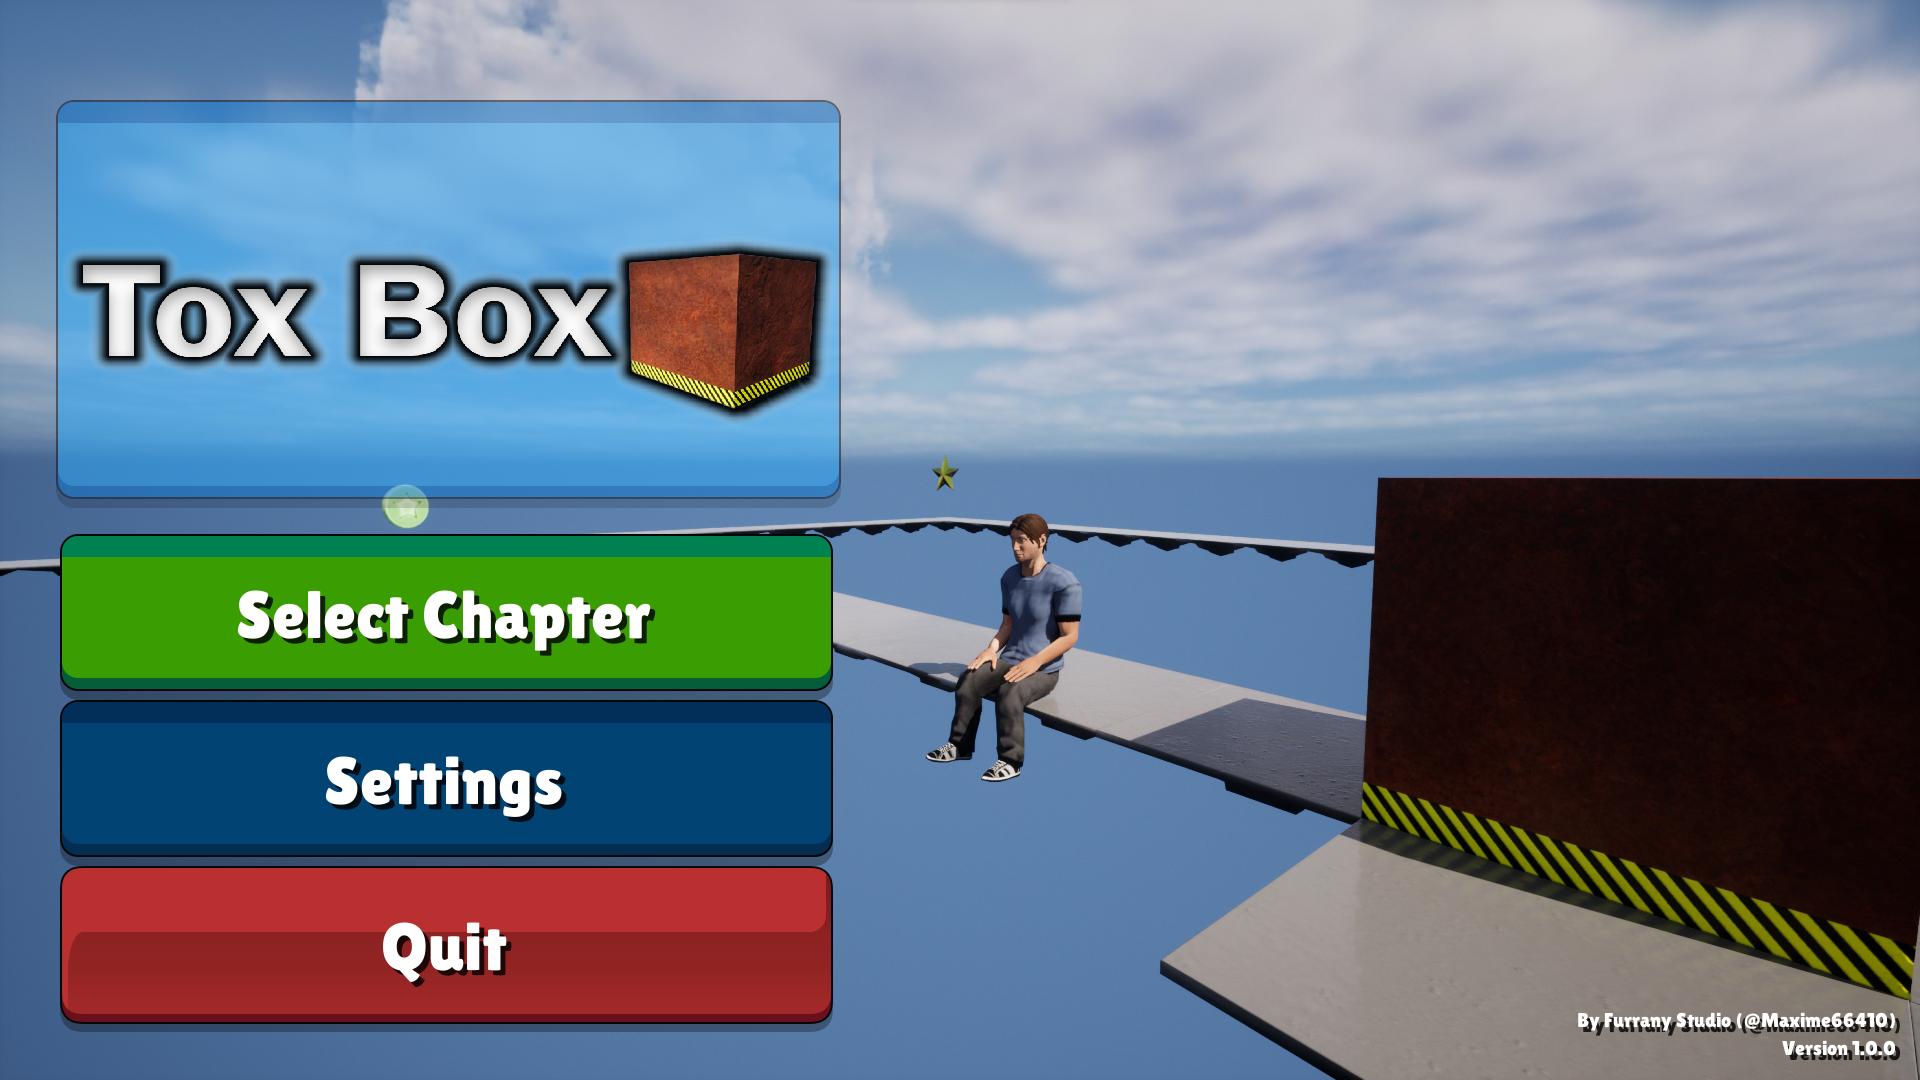 Tox Box
Select Chapter
Settings
Quit
By Furrany Studio (@Maxime66410)
Version 1.0.0